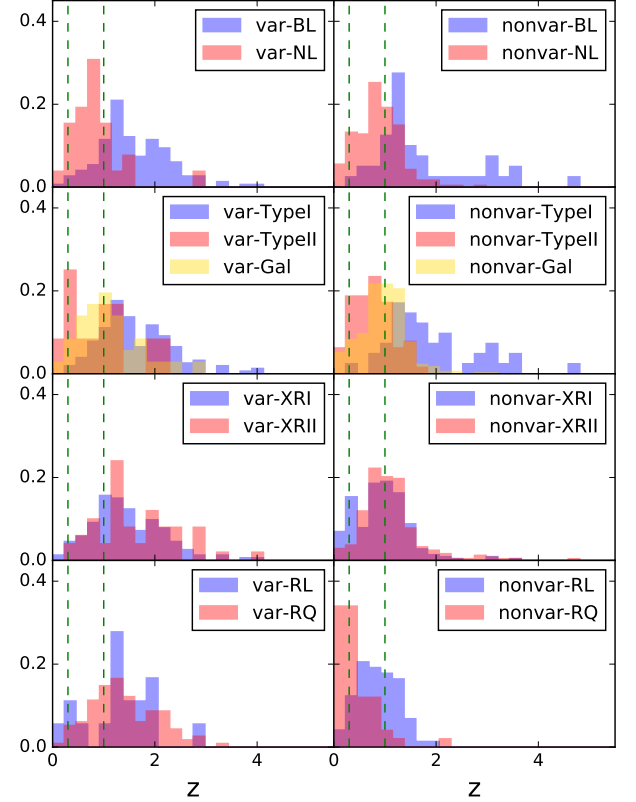 var-BL
var-NL
nonvar-BL
nonvar-NL
0.4
0.2
0.0
var-TypeI
var-TypeII
var-Gal
nonvar-TypeI
nonvar-TypeII
nonvar-Gal
0.4
0.2
0.0
var-XRI
var-XRII
nonvar-XRI
nonvar-XRII
0.4
0.2
0.0
var-RL
var-RQ
nonvar-RL
nonvar-RQ
0.4
0.2
0.0
0 2 4 0 2 4
z z